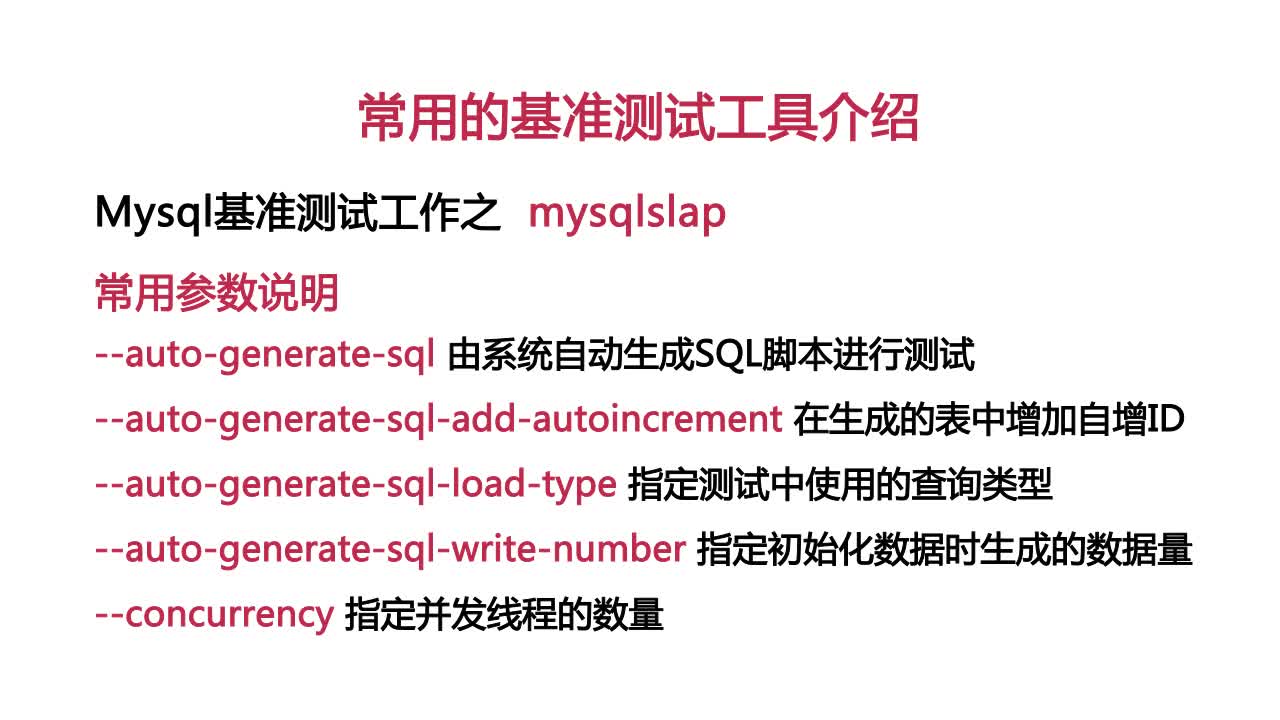 常用的基准测试工具介绍
Mysql基准测试工作之 mysqlslap
常用参数说明
--auto-generate-sql 由系统自动生成SQL脚本进行测试
--auto-generate-sql-add-autoincrement 在生成的表中增加自增ID
--auto-generate-sql-load-type 指定测试中使用的查询类型
--auto-generate-sql-write-number 指定初始化数据时生成的数据量
--concurrency 指定并发线程的数量